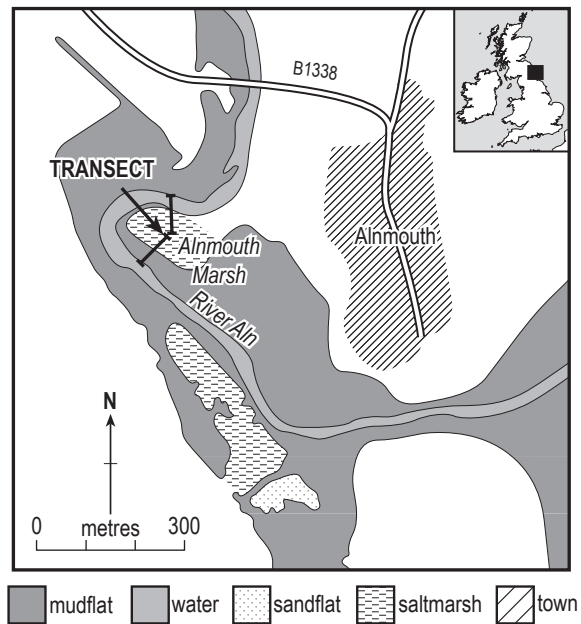 B1338
TRANSECT
Alnmouth
Alnmouth
Marsh
River Aln
N
0 metres 300
mudflat water sandflat saltmarsh town